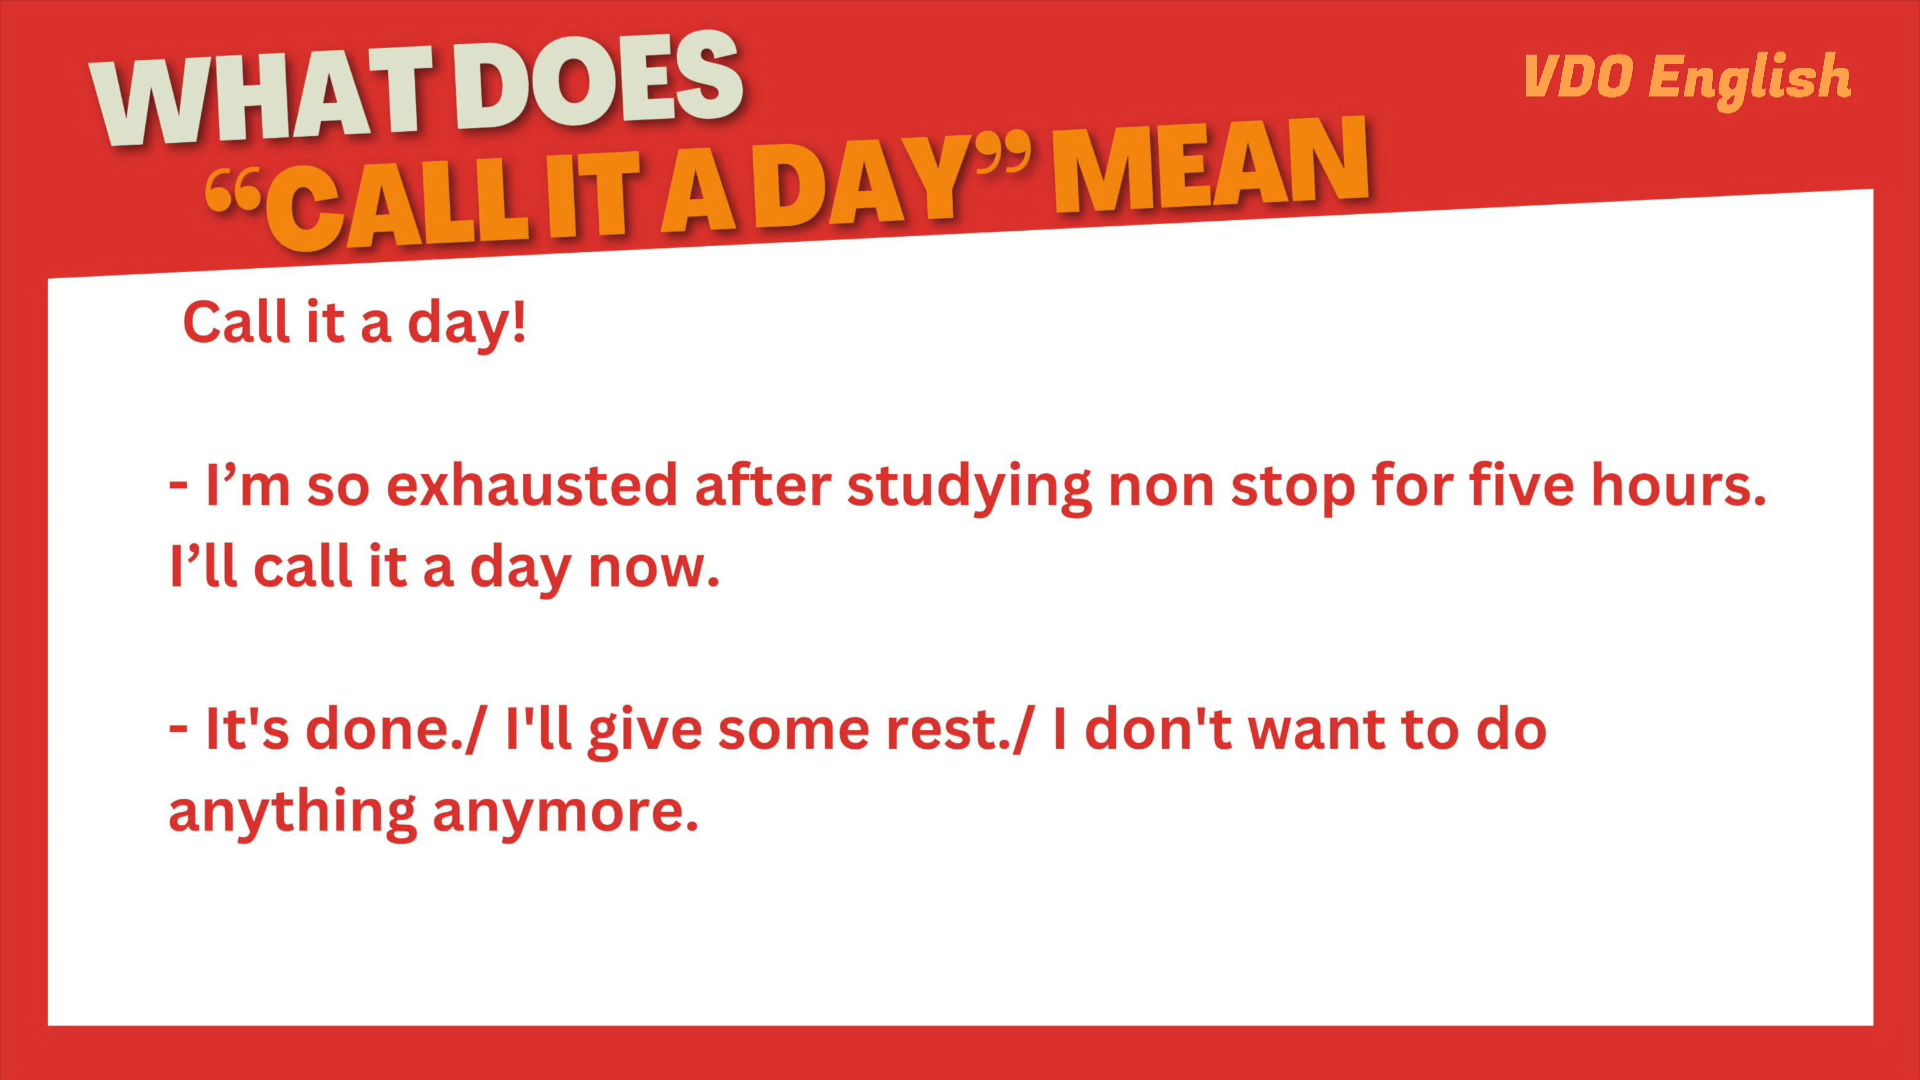 WHAT DOES
VDO English
“CALL IT A DAY” MEAN
Call it a day!
- I’m so exhausted after studying non stop for five hours.
I’ll call it a day now.
- It's done./ I'll give some rest./ I don't want to do
anything anymore.